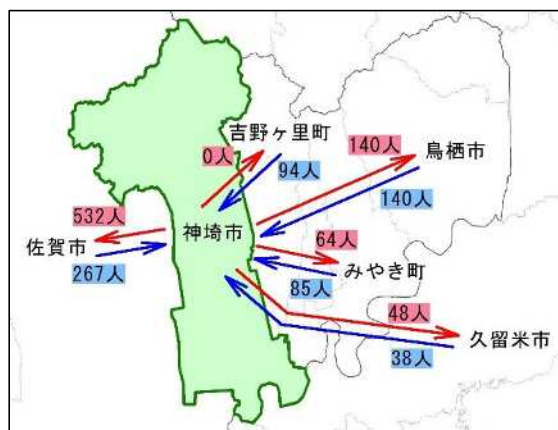 吉野ヶ里町
0人
94人
140人
鳥栖市
140人
532人
佐賀市
267人
神埼市
64人
みやき町
85人
48人
久留米市
38人